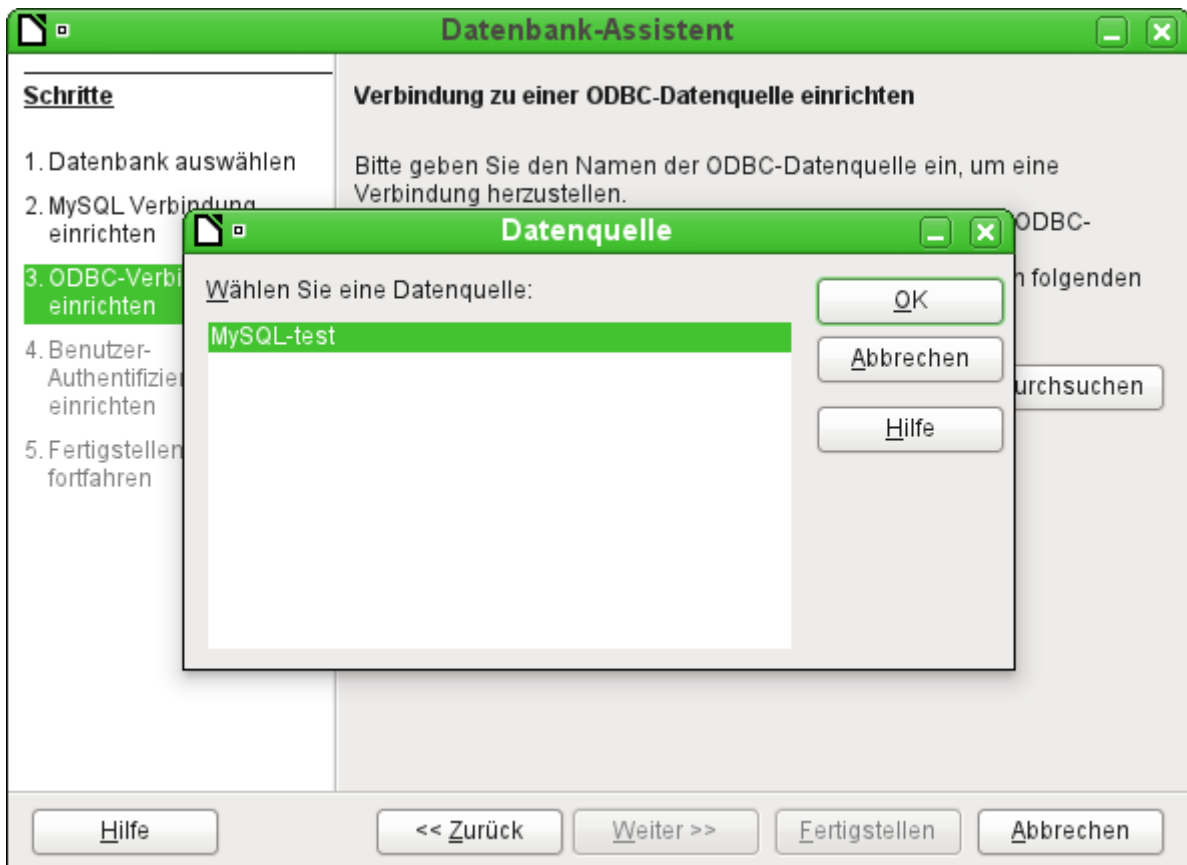 Datenbank-Assistent
Schritte
1. Datenbank auswählen
2. MySQL Verbindung
einrichten
3. ODBC-Verbi
einrichten
4. Benutzer-
Authentifizie
einrichten
5. Fertigstellen
fortfahren
Verbindung zu einer ODBC-Datenquelle einrichten
Bitte geben Sie den Namen der ODBC-Datenquelle ein, um eine
Verbindung herzustellen.
ODBC-
folgenden
urchsuchen
Datenquelle
Wählen Sie eine Datenquelle:
MySQL-test
OK
Abbrechen
Hilfe
Hilfe
<< Zurück
Weiter >>
Fertigstellen
Abbrechen